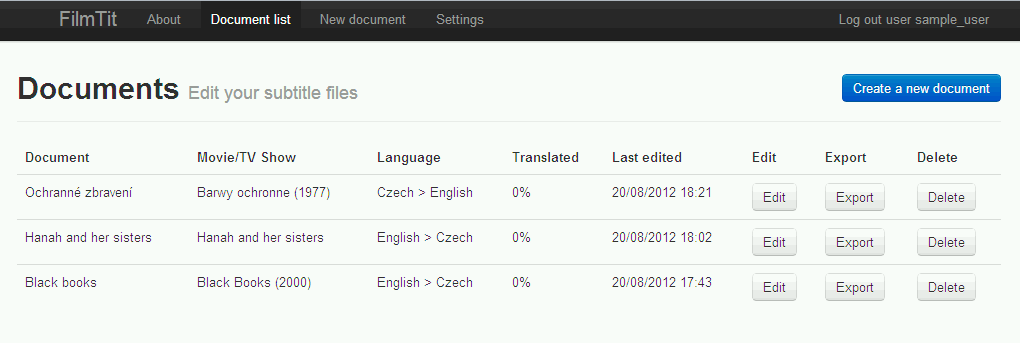 FilmTit About Document list New document Settings Log out user sample_user
Documents Edit your subtitle files Create a new document
Document Movie/TV Show Language Translated Last edited Edit Export Delete
Ochranné zbravení Barwy ochronne (1977) Czech > English 0% 20/08/2012 18:21 Edit Export Delete
Hanah and her sisters Hanah and her sisters English > Czech 0% 20/08/2012 18:02 Edit Export Delete
Black books Black Books (2000) English > Czech 0% 20/08/2012 17:43 Edit Export Delete